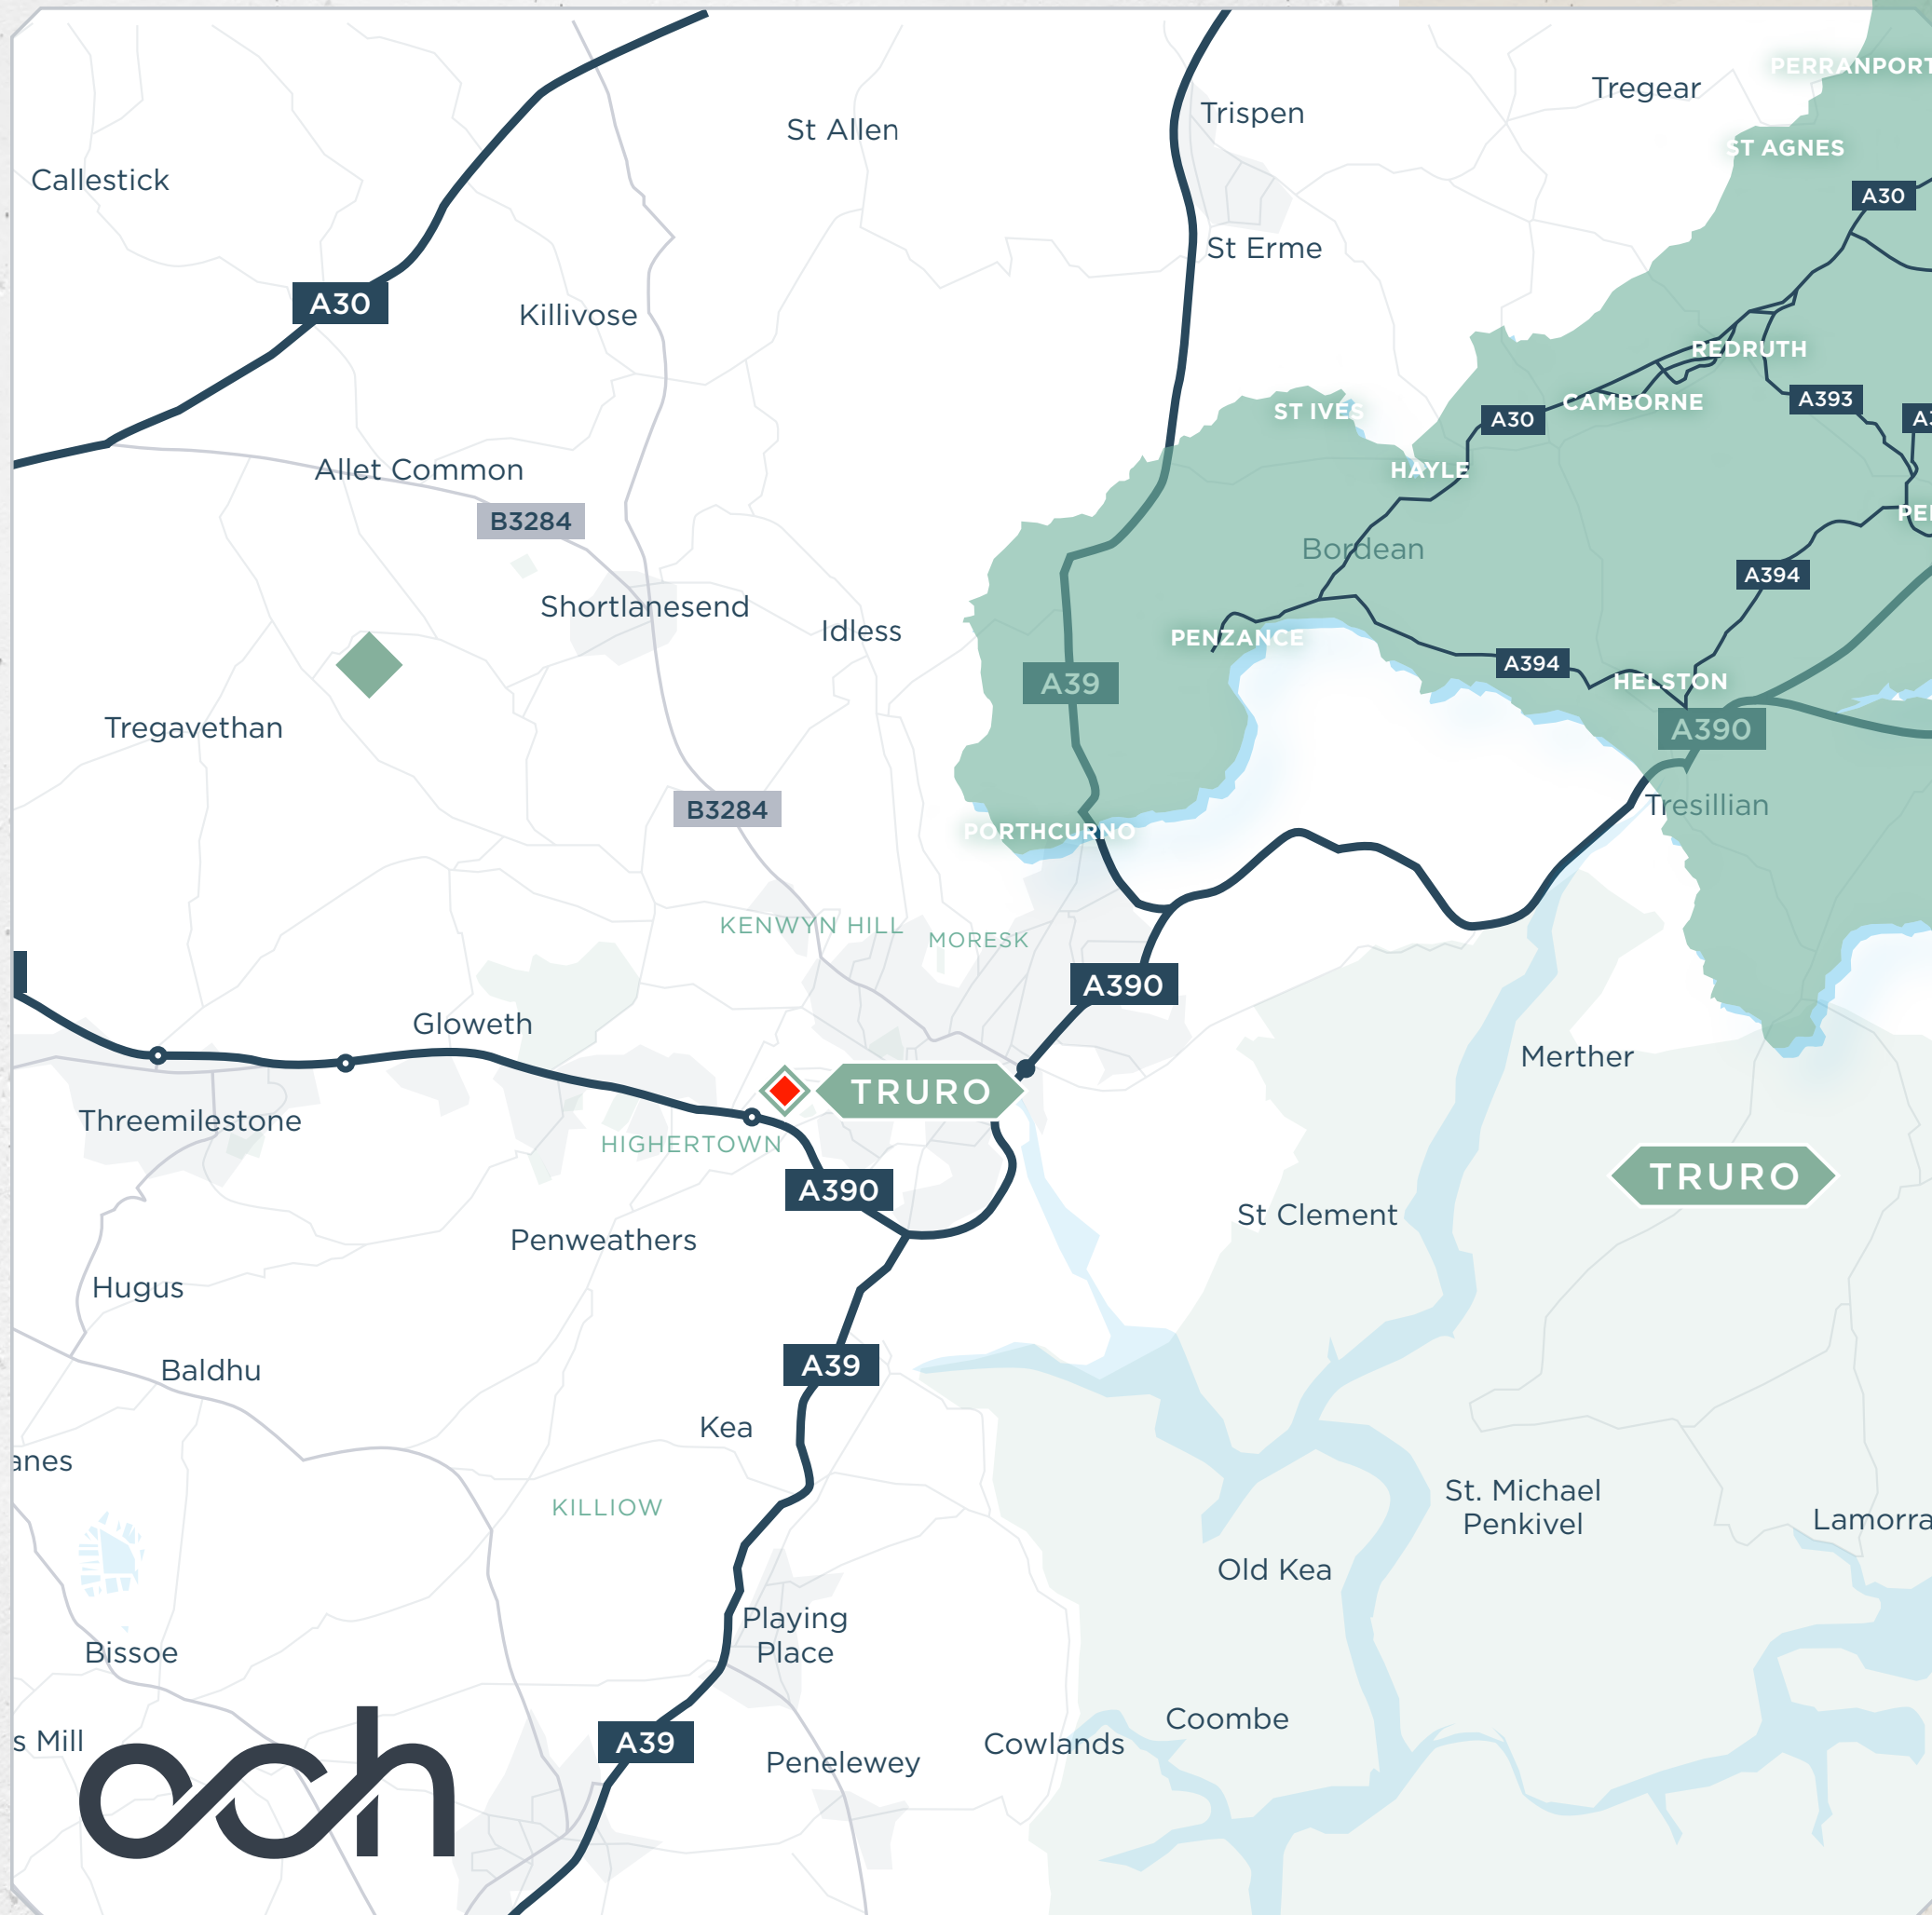 PERRANPORT
Tregear
Trispen
St Allen
ST AGNES
Callestick
A30
St Erme
A30
Killivose
REDRUTH
A393
CAMBORNE
ST IVES
A30
HAYLE
Allet Common
B3284
Bordean
A394
Shortlanesend
Idless
PENZANCE
A394
HELSTON
A39
Tregavethan
A390
Tresillian
B3284
PORTHCURNO
KENWYN HILL
MORESK
A390
Gloweth
Merther
TRURO
Threemilestone
HIGHERTOWN
TRURO
A390
St Clement
Penweathers
Hugus
A39
Baldhu
Kea
anes
St. Michael
Penkivel
KILLIOW
Lamorra
Old Kea
Playing
Place
Bissoe
Coombe
s Mill
A39
Cowlands
Penelewey
och